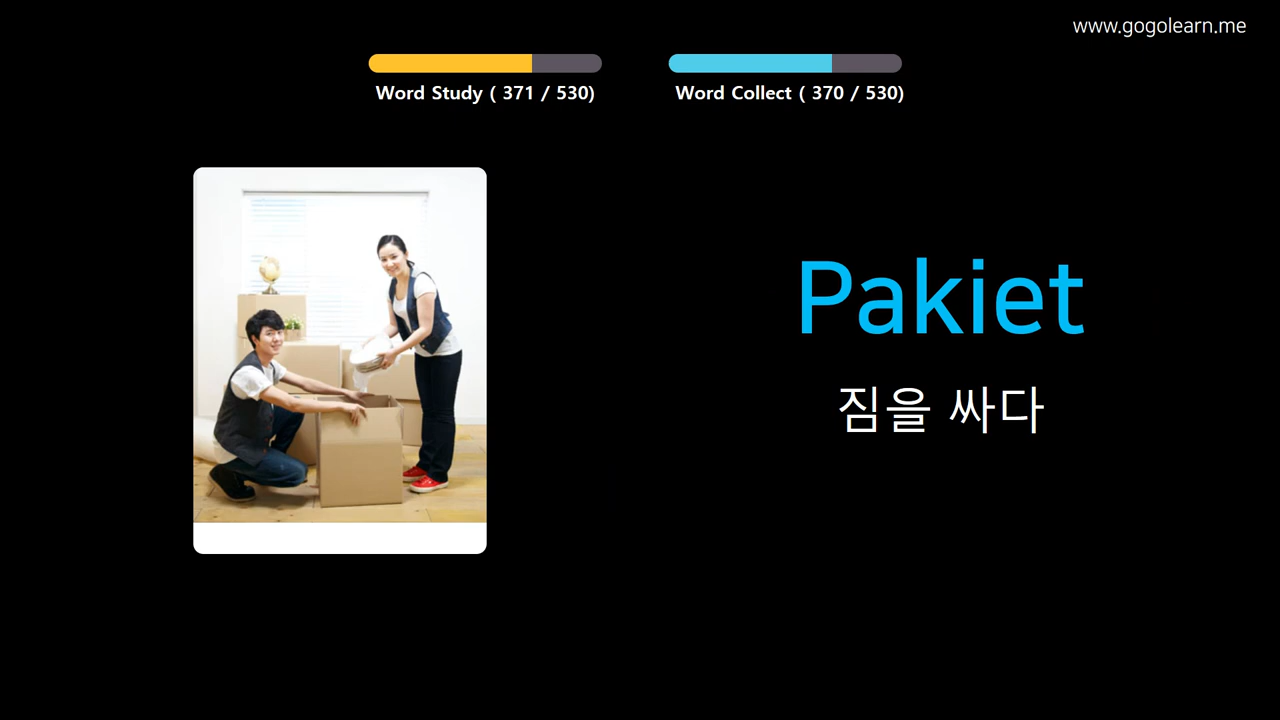 www.gogolearn.me
Word Study ( 371 / 530)
Word Collect ( 370 / 530)
Pakiet
짐을 싸다